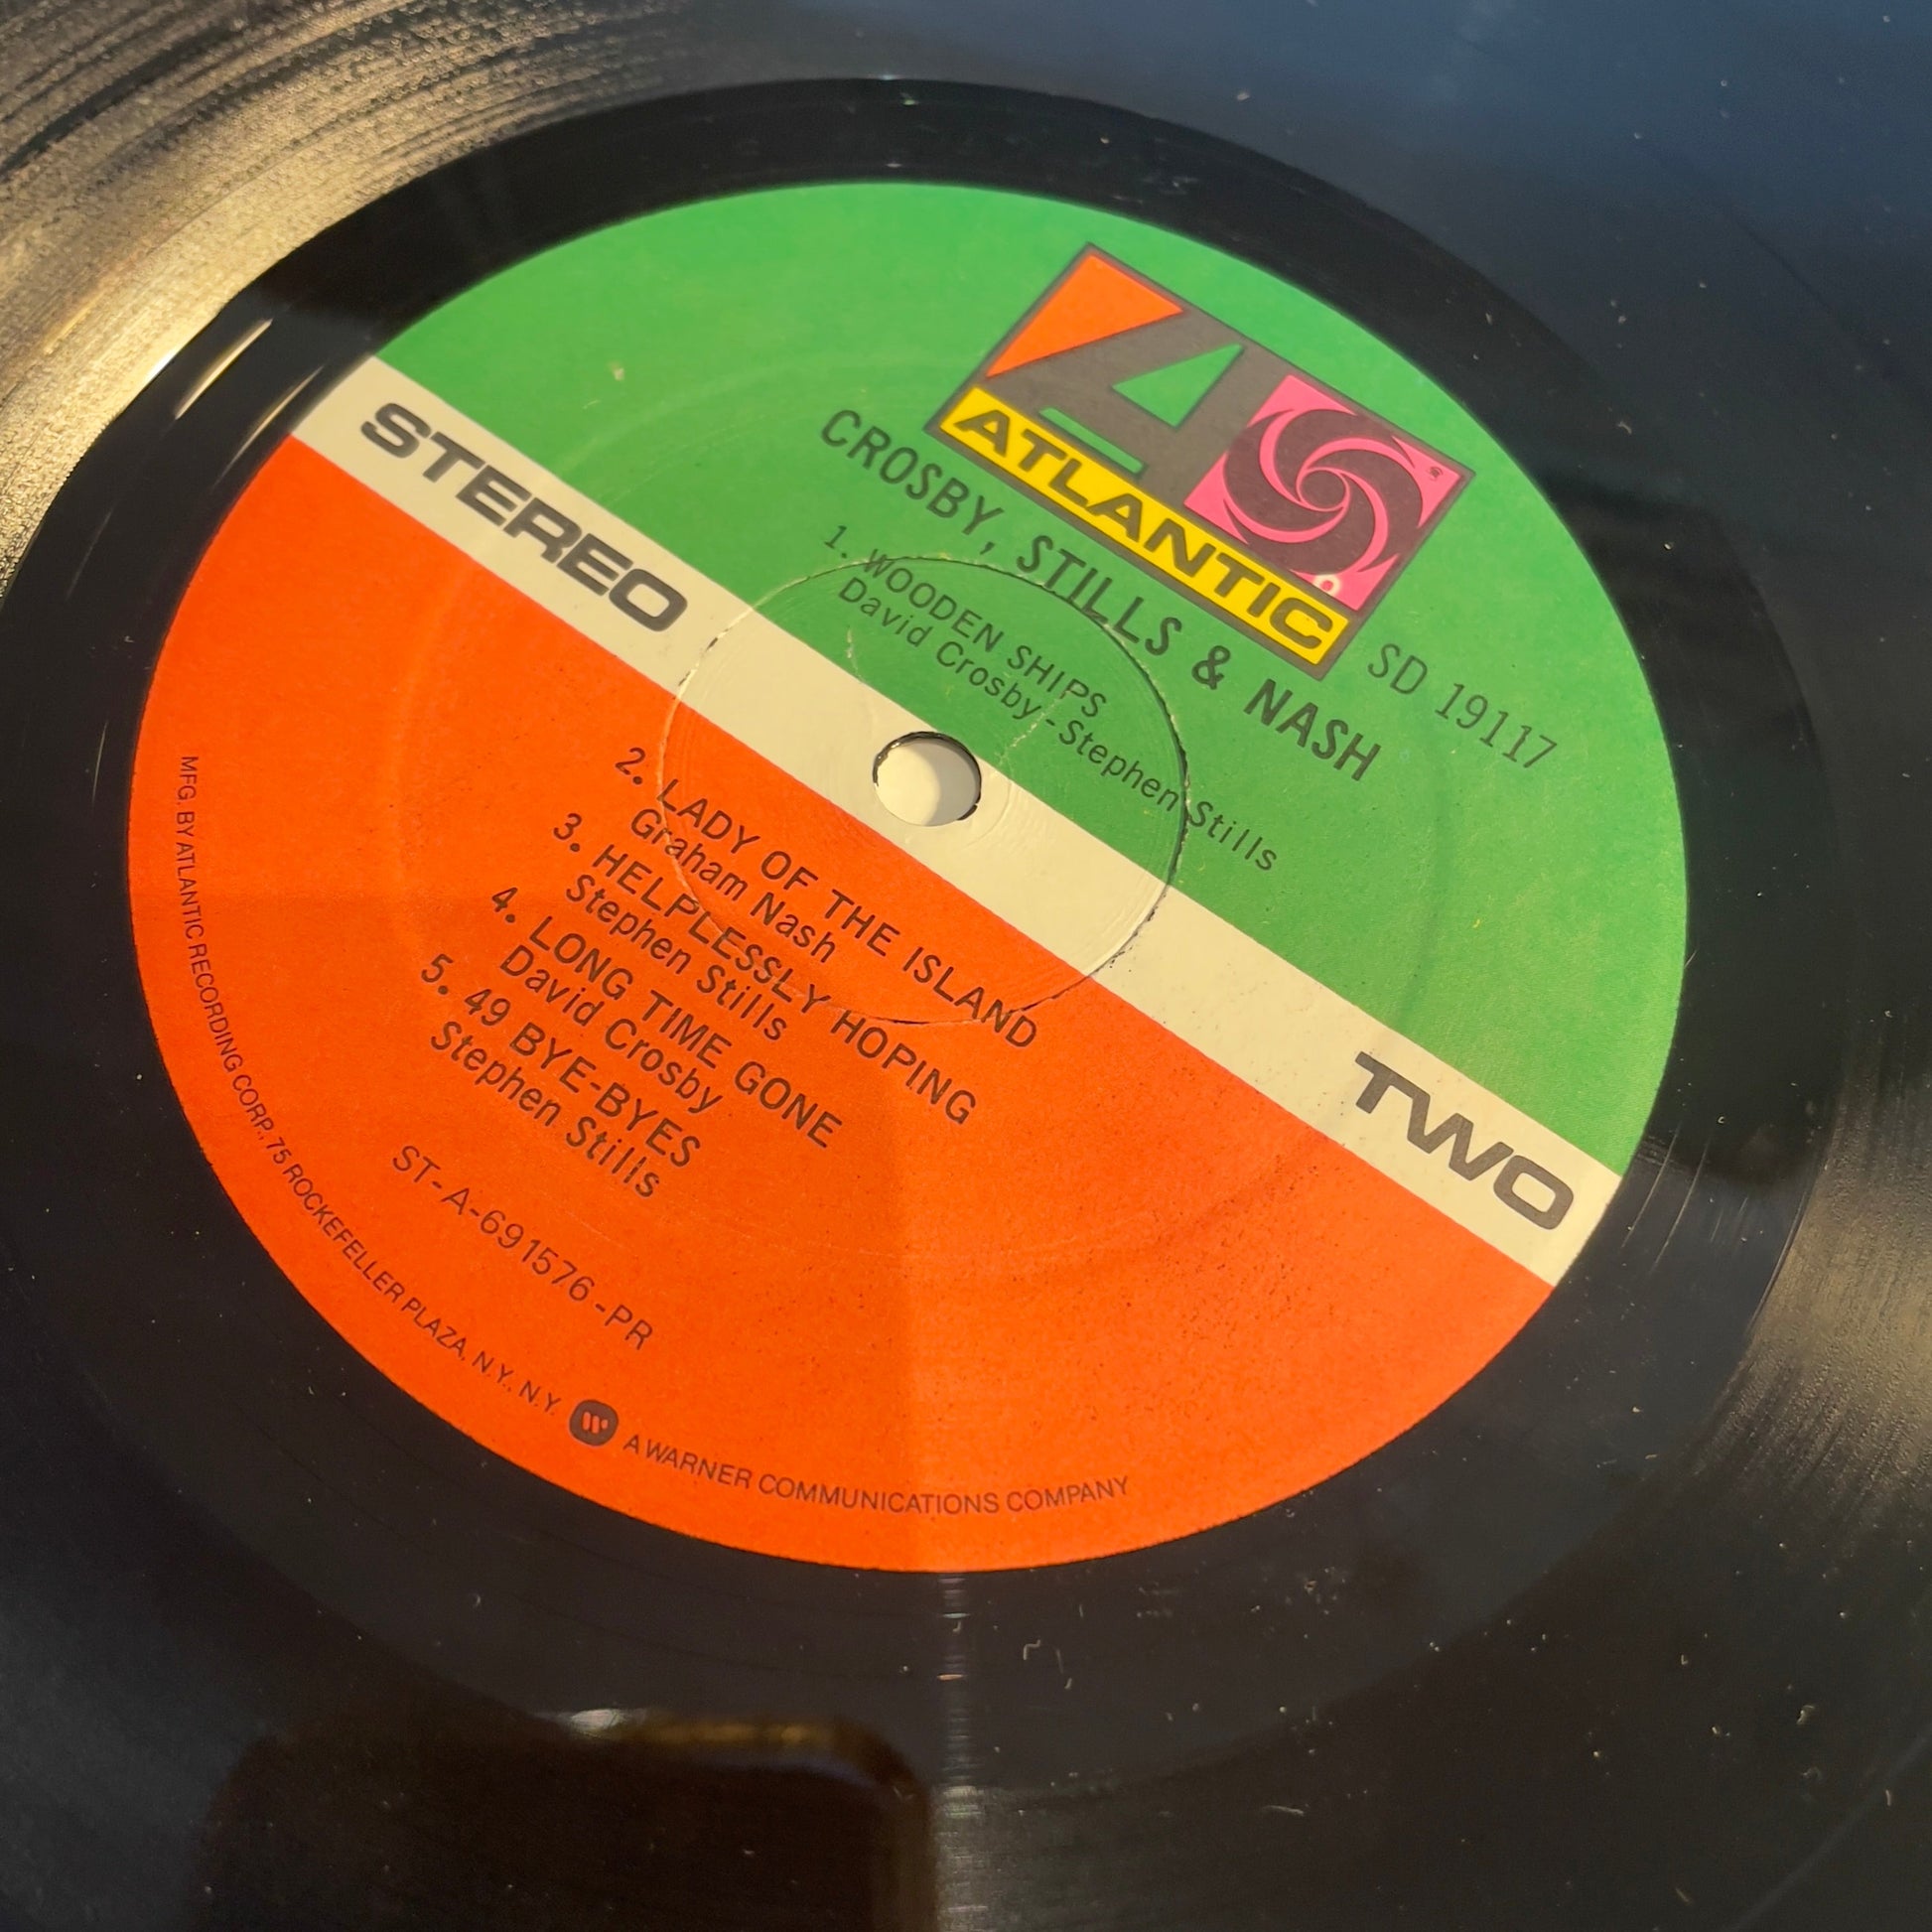 ATLANTIC
®
CROSBY, STILLS & NASH
SD 19117
1. WOODEN SHIPS
David Crosby-Stephen Stills
STEREO
TWO
2. LADY OF THE ISLAND
Graham Nash
3. HELPLESSLY HOPING
Stephen Stills
4. LONG TIME GONE
David Crosby
5. 49 BYE-BYES
Stephen Stills
ST-A-691576-PR
MFG. BY ATLANTIC RECORDING CORP., 75 ROCKEFELLER PLAZA, N.Y., N.Y. A WARNER COMMUNICATIONS COMPANY